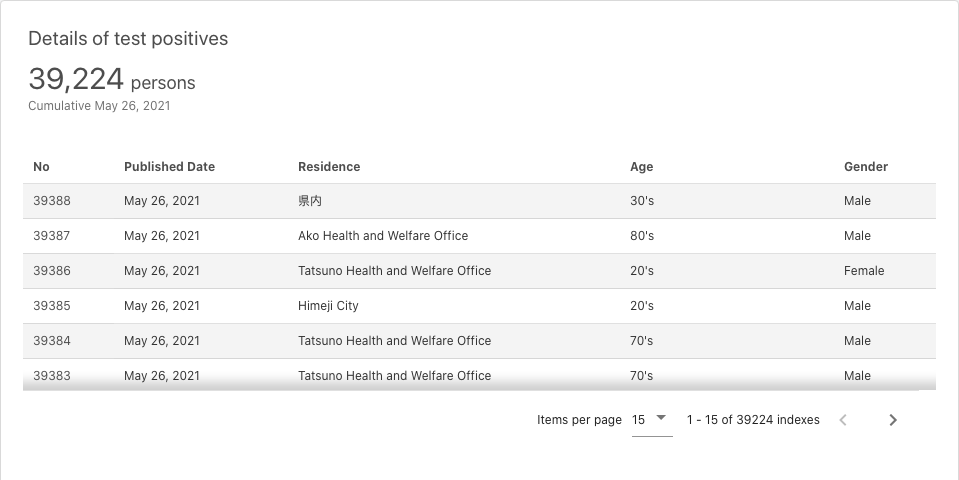 Details of test positives
39,224 persons
Cumulative May 26, 2021
No Published Date Residence Age Gender
39388 May 26, 2021 県内 30's Male
39387 May 26, 2021 Ako Health and Welfare Office 80's Male
39386 May 26, 2021 Tatsuno Health and Welfare Office 20's Female
39385 May 26, 2021 Himeji City 20's Male
39384 May 26, 2021 Tatsuno Health and Welfare Office 70's Male
39383 May 26, 2021 Tatsuno Health and Welfare Office 70's Male
Items per page 15 1 - 15 of 39224 indexes